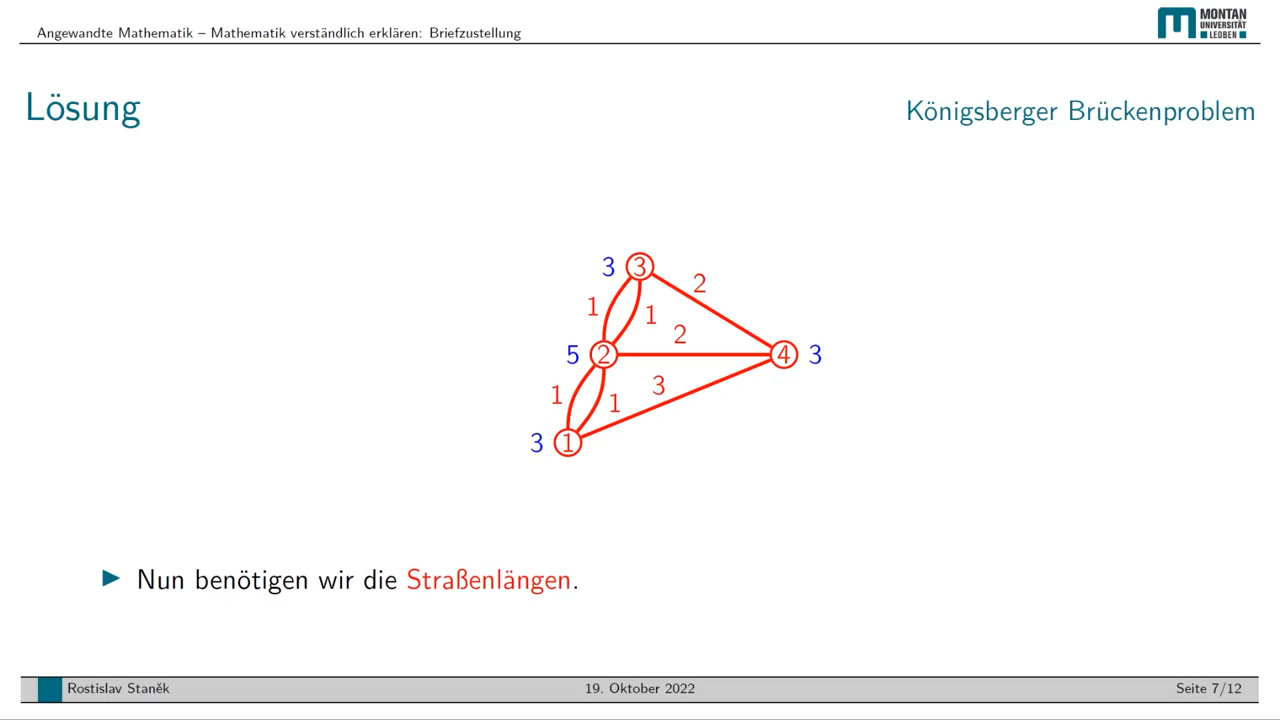 Angewandte Mathematik – Mathematik verständlich erklären: Briefzustellung
MONTAN
UNIVERSITÄT
LEOBEN
Lösung
Königsberger Brückenproblem
3 3
2
1
1
2
5 2
4 3
3
1
1
3 1
Nun benötigen wir die Straßenlängen.
Rostislav Staněk
19. Oktober 2022
Seite 7/12